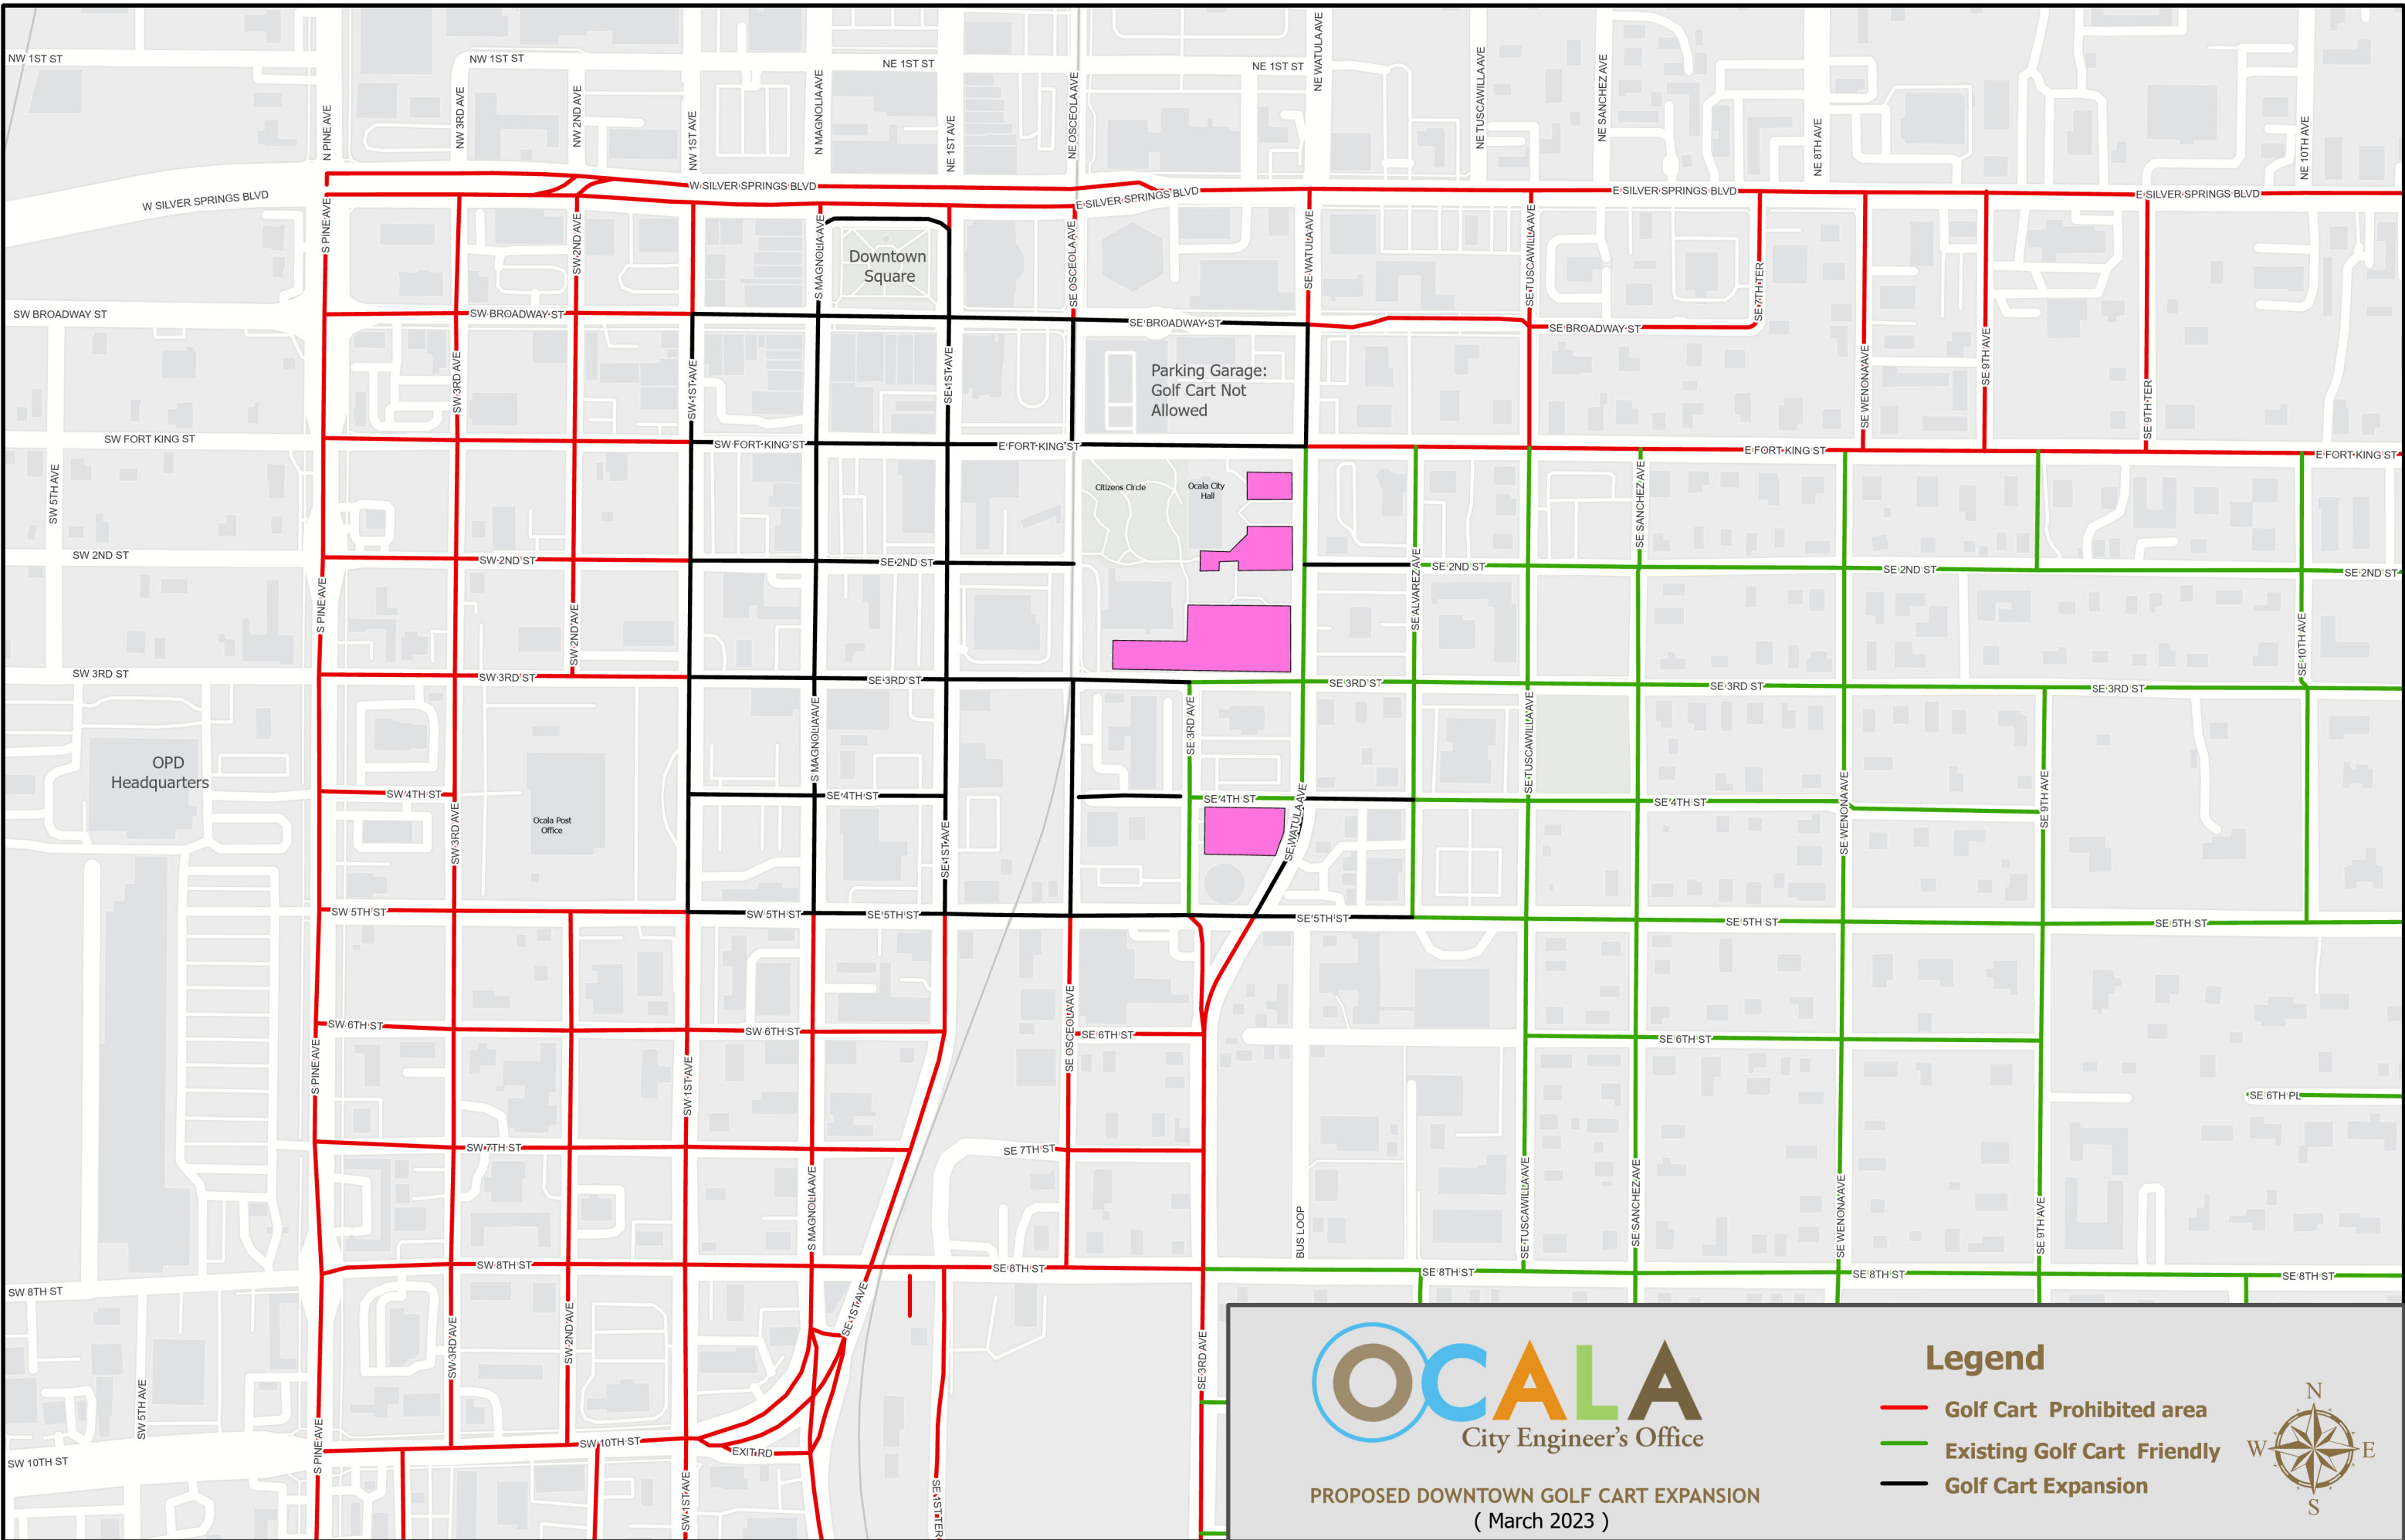 NW 1ST ST
NW 1ST ST
NE 1ST ST
NE 1ST ST
N PINE AVE
NW 3RD AVE
NW 2ND AVE
NW 1ST AVE
N MAGNOLIA AVE
NE 1ST AVE
NE OSCEOLA AVE
NE WATULA AVE
NE TUSCAWILLA AVE
NE SANCHEZ AVE
NE 8TH AVE
NE 10TH AVE
W SILVER SPRINGS BLVD
W SILVER SPRINGS BLVD
E SILVER SPRINGS BLVD
E SILVER SPRINGS BLVD
E SILVER SPRINGS BLVD
S PINE AVE
SW 2ND AVE
S MAGNOLIA AVE
Downtown
Square
SE OSCEOLA AVE
SE WATULA AVE
SE TUSCAWILLA AVE
SE 7TH TER
SW BROADWAY ST
SW BROADWAY ST
SE BROADWAY ST
SE BROADWAY ST
SW 3RD AVE
SW 1ST AVE
SE 1ST AVE
Parking Garage:
Golf Cart Not
Allowed
SE WENONA AVE
SE 9TH AVE
SE 9TH TER
SW FORT KING ST
SW FORT KING ST
E FORT KING ST
E FORT KING ST
E FORT KING ST
SW 5TH AVE
Citizens Circle
Ocala City
Hall
SE SANCHEZ AVE
SW 2ND ST
SW 2ND ST
SE 2ND ST
SE 2ND ST
SE 2ND ST
SE 2ND ST
S PINE AVE
SW 2ND AVE
SE ALVAREZ AVE
SE 10TH AVE
SW 3RD ST
SW 3RD ST
SE 3RD ST
SE 3RD ST
SE 3RD ST
SE 3RD ST
S MAGNOLIA AVE
SE 3RD AVE
SE TUSCAWILLA AVE
OPD
Headquarters
SW 4TH ST
SE 4TH ST
SE 4TH ST
SE 4TH ST
Ocala Post
Office
SW 3RD AVE
SE 1ST AVE
SE WATULA AVE
SE WENONA AVE
SE 9TH AVE
SW 5TH ST
SW 5TH ST
SE 5TH ST
SE 5TH ST
SE 5TH ST
SE 5TH ST
SW 6TH ST
SW 6TH ST
SE 6TH ST
SE 6TH ST
S PINE AVE
SW 1ST AVE
SE OSCEOLA AVE
SE 6TH PL
SW 7TH ST
SE 7TH ST
S MAGNOLIA AVE
BUS LOOP
SE TUSCAWILLA AVE
SE SANCHEZ AVE
SE WENONA AVE
SE 9TH AVE
SW 8TH ST
SW 8TH ST
SE 8TH ST
SE 8TH ST
SE 8TH ST
SE 8TH ST
SW 5TH AVE
SW 3RD AVE
SW 2ND AVE
SE 1ST AVE
SE 3RD AVE
SW 10TH ST
SW 10TH ST
EXIT RD
S PINE AVE
SW 1ST AVE
SE 1ST TER
OCALA
City Engineer's Office
PROPOSED DOWNTOWN GOLF CART EXPANSION
( March 2023 )
Legend
Golf Cart Prohibited area
Existing Golf Cart Friendly
Golf Cart Expansion
N
W
E
S